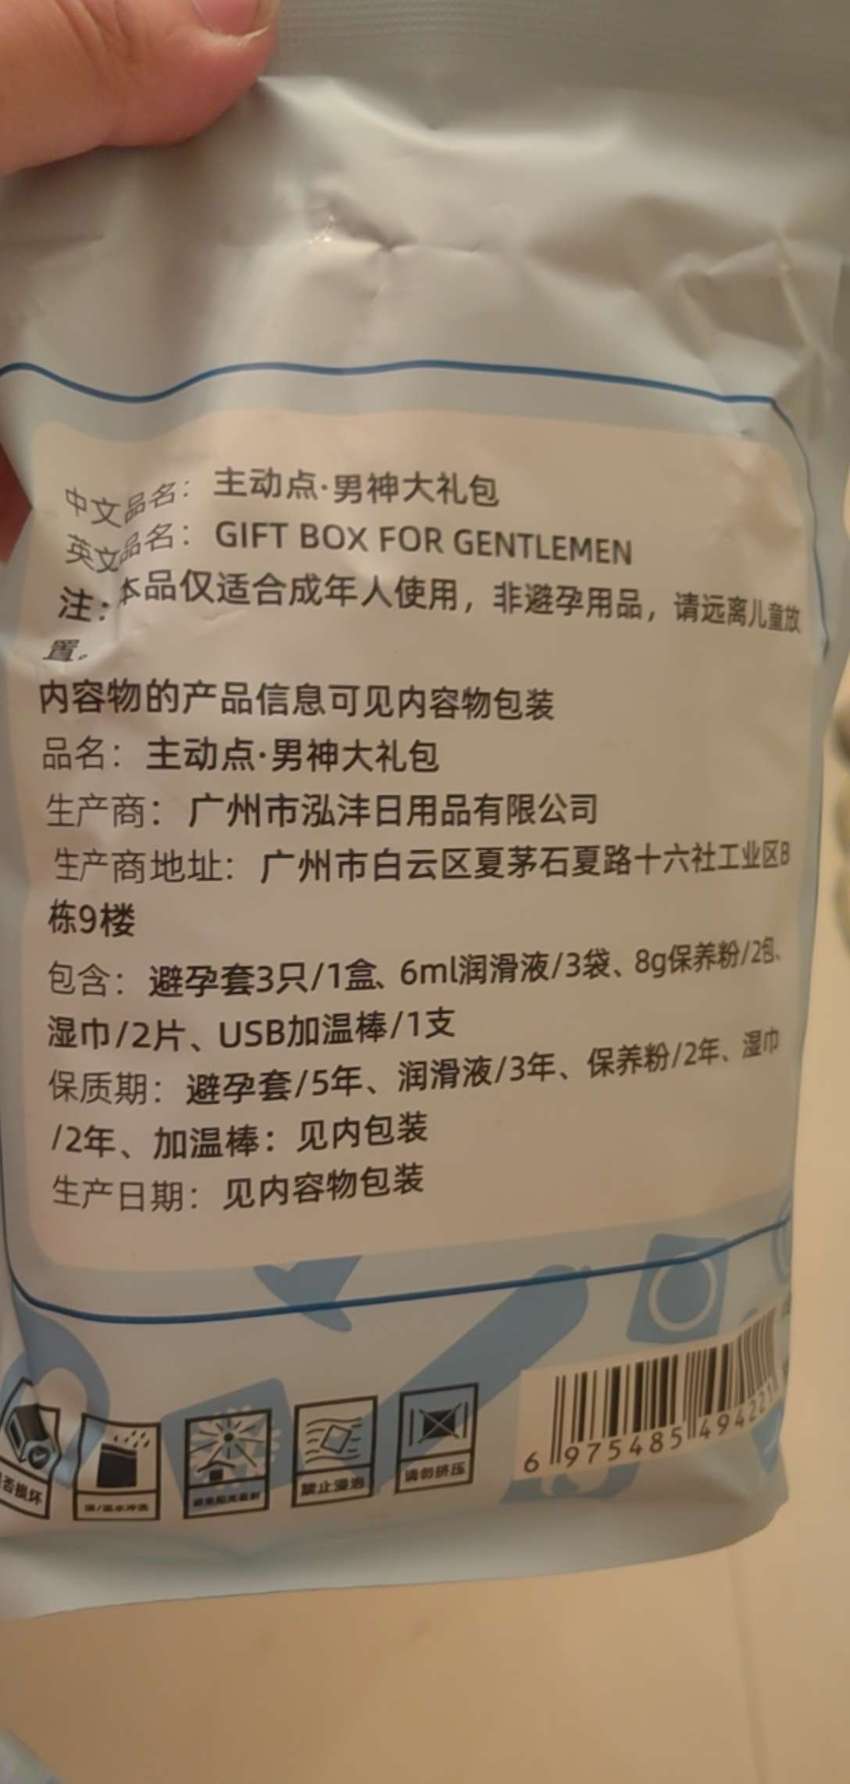 中文品名：主动点·男神大礼包
英文品名：GIFT BOX FOR GENTLEMEN
注：本品仅适合成年人使用，非避孕用品，请远离儿童放
置。
内容物的产品信息可见内容物包装
品名：主动点·男神大礼包
生产商：广州市泓沣日用品有限公司
生产商地址：广州市白云区夏茅石夏路十六社工业区B
栋9楼
包含：避孕套3只/1盒、6ml润滑液/3袋、8g保养粉/2包、
湿巾/2片、USB加温棒/1支
保质期：避孕套/5年、润滑液/3年、保养粉/2年、湿巾
/2年、加温棒：见内包装
生产日期：见内容物包装
否损坏
禁止浸泡
请勿挤压
6 975485 494221